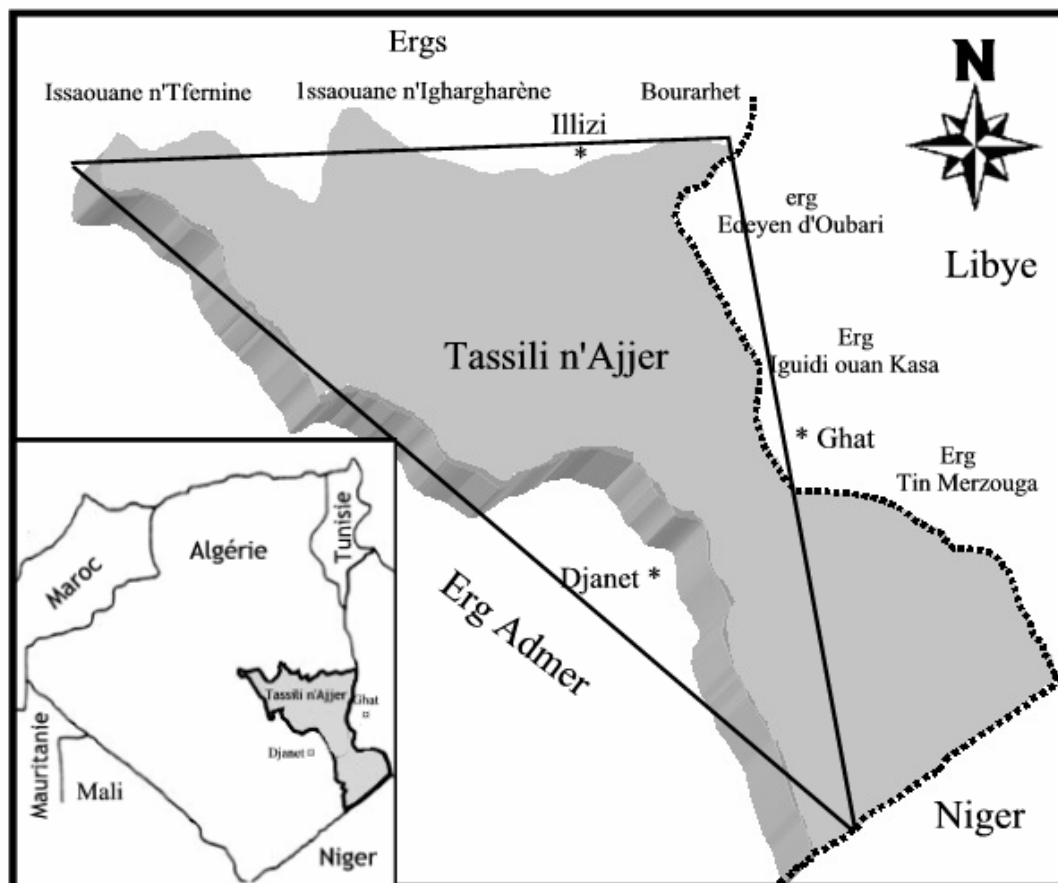 Ergs
N
Issaouane n'Tfernine
1ssaouane n'Ighargharène
Bourarhet
Illizi
*
erg
Edeyen d'Oubari
Libye
Tassili n'Ajjer
Erg
Iguidi ouan Kasa
* Ghat
Erg
Tin Merzouga
Djanet *
Erg Admer
Niger
Maroc
Algérie
Tunisie
Tassili n'Ajjer
Ghat
Djanet
Mauritanie
Mali
Niger